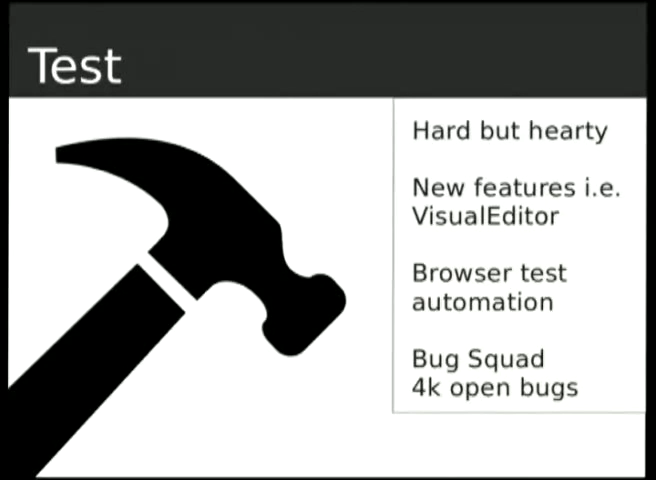 Test
Hard but hearty
New features i.e.
VisualEditor
Browser test
automation
Bug Squad
4k open bugs